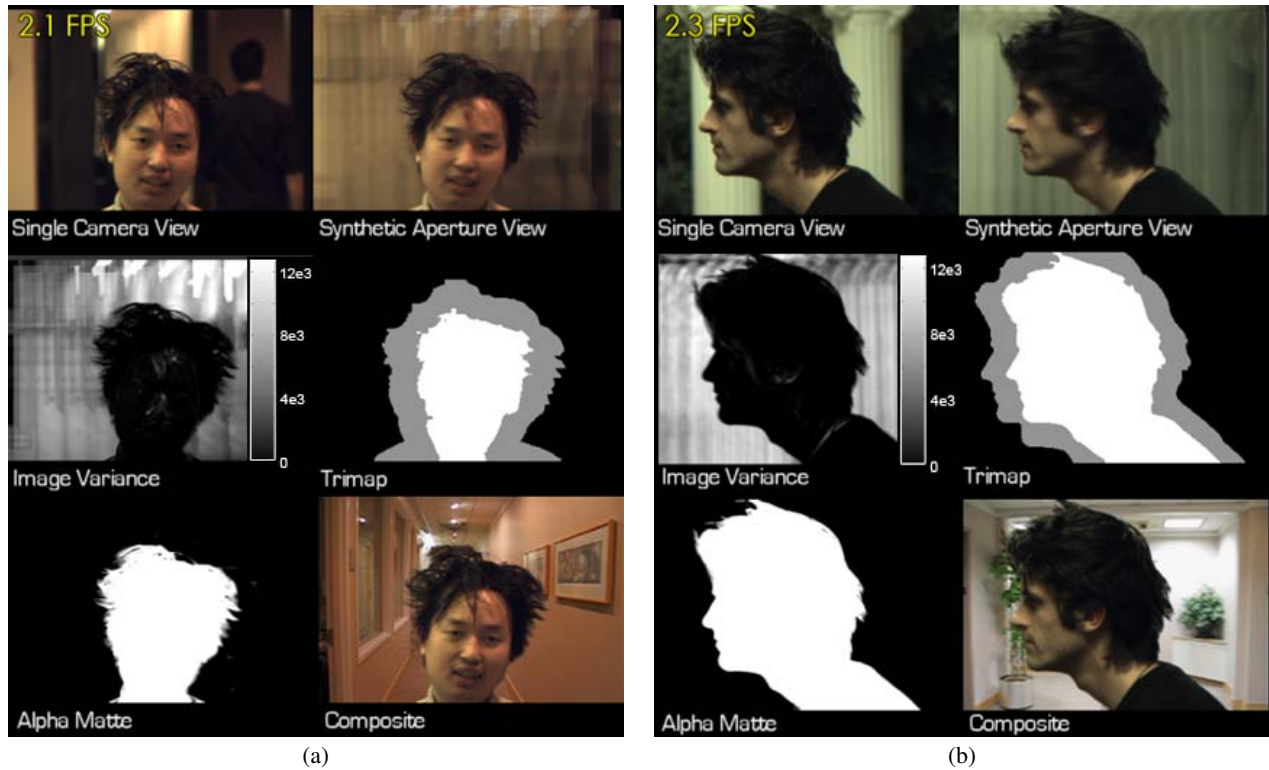 2.1 FPS
Single Camera View
Synthetic Aperture View
12e3
8e3
4e3
0
Image Variance
Trimap
Alpha Matte
Composite
(a)
2.3 FPS
Single Camera View
Synthetic Aperture View
12e3
8e3
4e3
0
Image Variance
Trimap
Alpha Matte
Composite
(b)